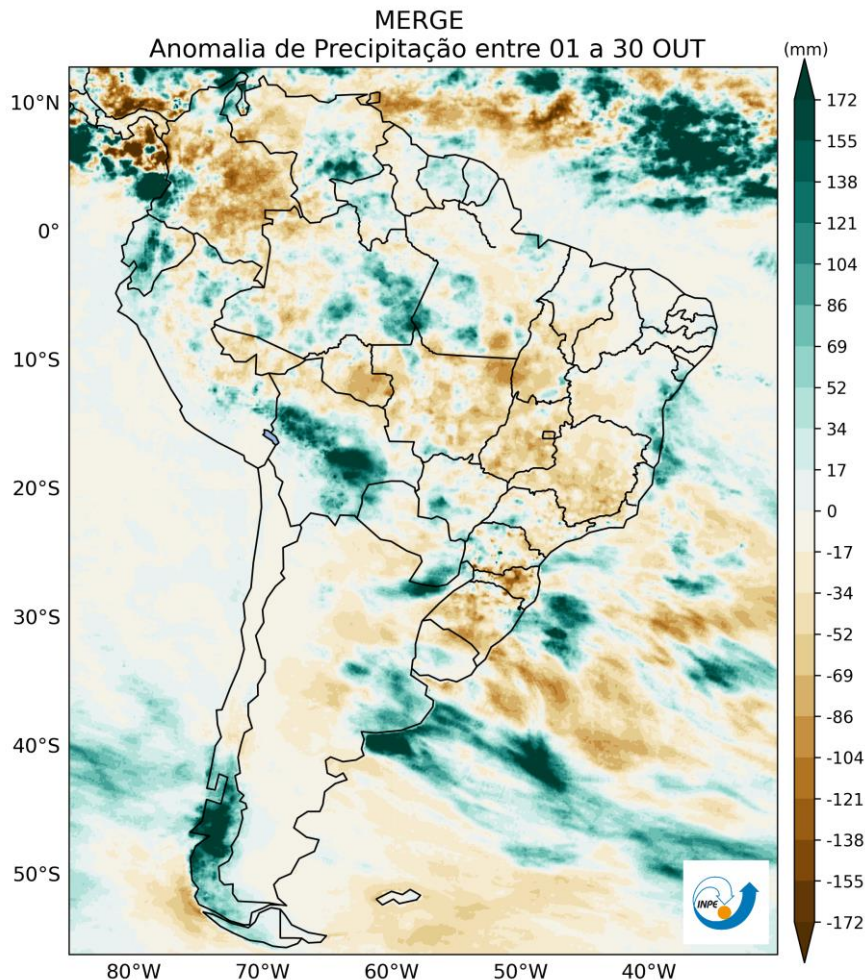 MERGE
Anomalia de Precipitação entre 01 a 30 OUT
(mm)
10°N
0°
10°S
20°S
30°S
40°S
50°S
80°W
70°W
60°W
50°W
40°W
172
155
138
121
104
86
69
52
34
17
0
-17
-34
-52
-69
-86
-104
-121
-138
-155
-172
INPE